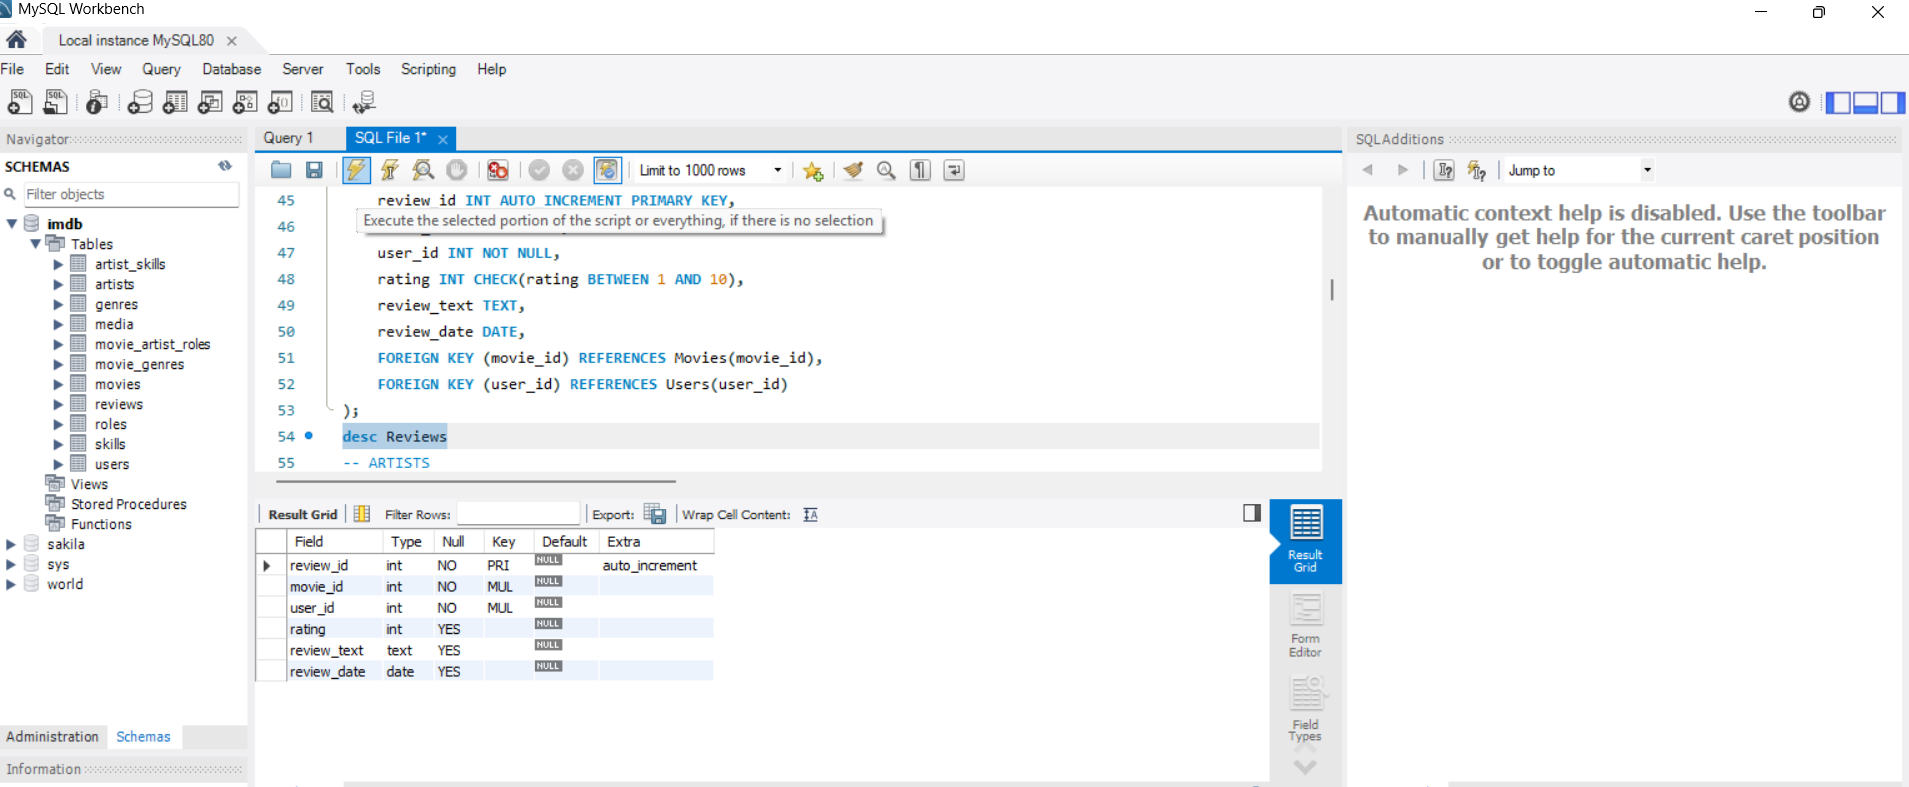 MySQL Workbench
Local instance MySQL80
File Edit View Query Database Server Tools Scripting Help
Navigator
SCHEMAS
Filter objects
imdb
Tables
artist_skills
artists
genres
media
movie_artist_roles
movie_genres
movies
reviews
roles
skills
users
Views
Stored Procedures
Functions
sakila
sys
world
Administration Schemas
Information
Query 1 SQL File 1*
Limit to 1000 rows
45 review_id INT AUTO_INCREMENT PRIMARY KEY,
Execute the selected portion of the script or everything, if there is no selection
46
47 user_id INT NOT NULL,
48 rating INT CHECK(rating BETWEEN 1 AND 10),
49 review_text TEXT,
50 review_date DATE,
51 FOREIGN KEY (movie_id) REFERENCES Movies(movie_id),
52 FOREIGN KEY (user_id) REFERENCES Users(user_id)
53 );
54 desc Reviews
55 -- ARTISTS
Result Grid Filter Rows: Export: Wrap Cell Content:
Field Type Null Key Default Extra
review_id int NO PRI NULL auto_increment
movie_id int NO MUL NULL
user_id int NO MUL NULL
rating int YES NULL
review_text text YES NULL
review_date date YES NULL
Result
Grid
Form
Editor
Field
Types
SQLAdditions
Jump to
Automatic context help is disabled. Use the toolbar
to manually get help for the current caret position
or to toggle automatic help.